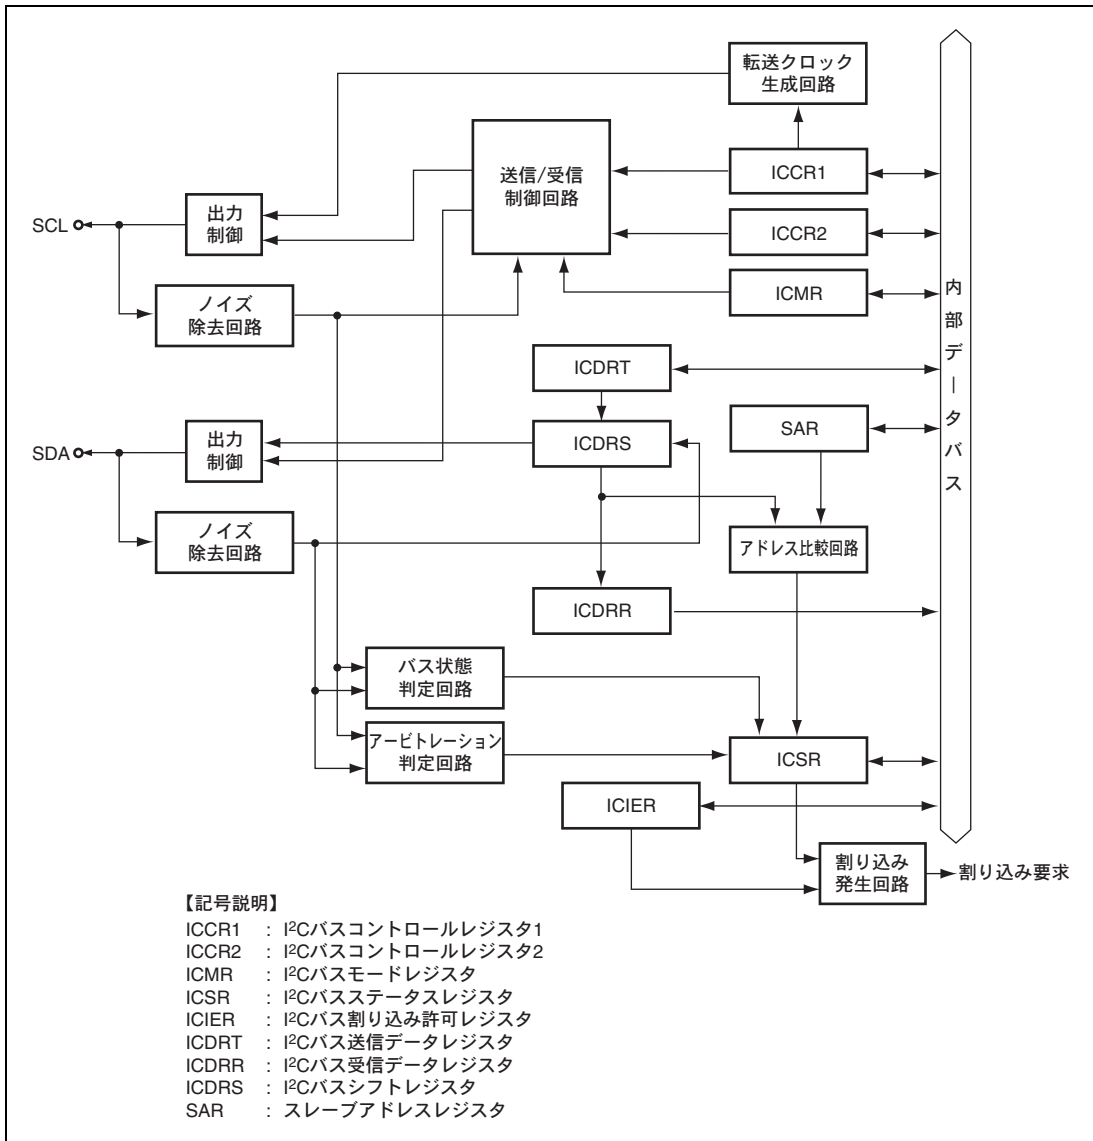 転送クロック
生成回路
送信/受信
制御回路
ICCR1
SCL
出力
制御
ICCR2
ICMR
ノイズ
除去回路
内部データバス
ICDRT
SDA
出力
制御
ICDRS
SAR
ノイズ
除去回路
アドレス比較回路
ICDRR
バス状態
判定回路
アービトレーション
判定回路
ICSR
ICIER
割り込み
発生回路
割り込み要求
【記号説明】
ICCR1 : I²Cバスコントロールレジスタ1
ICCR2 : I²Cバスコントロールレジスタ2
ICMR : I²Cバスモードレジスタ
ICSR : I²Cバスステータスレジスタ
ICIER : I²Cバス割り込み許可レジスタ
ICDRT : I²Cバス送信データレジスタ
ICDRR : I²Cバス受信データレジスタ
ICDRS : I²Cバスシフトレジスタ
SAR : スレーブアドレスレジスタ